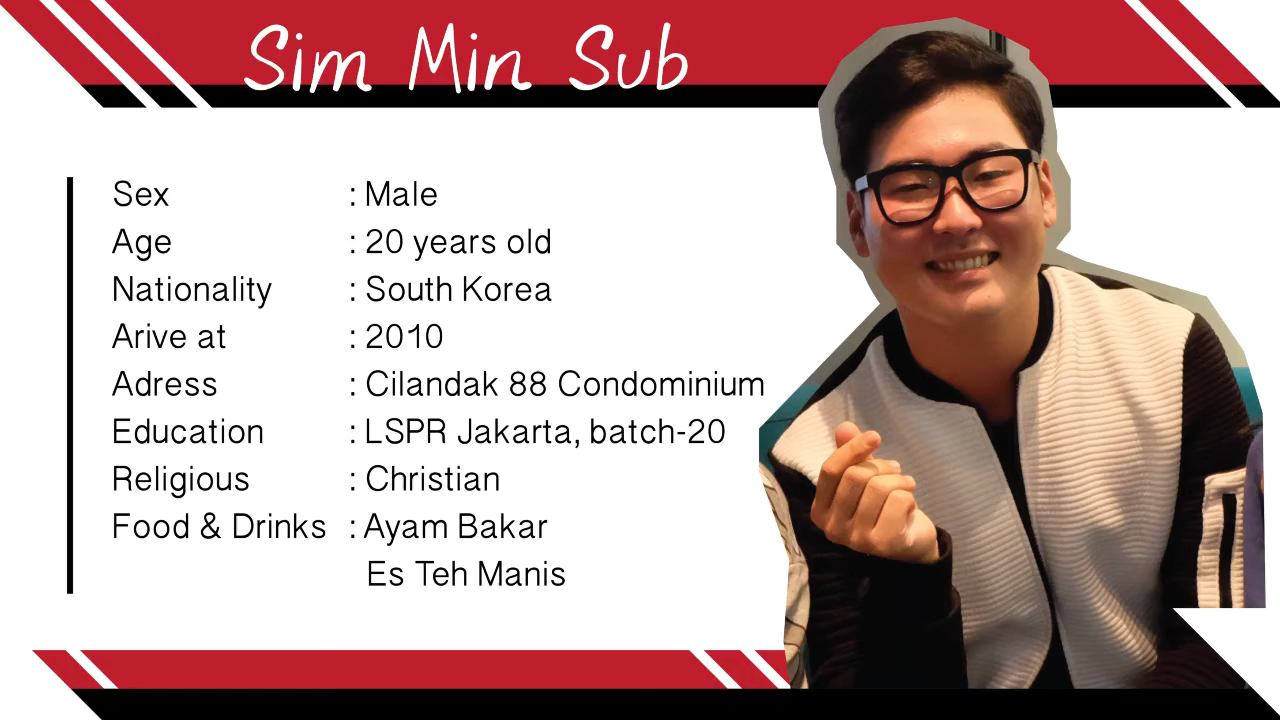 Sim Min Sub
Sex : Male
Age : 20 years old
Nationality : South Korea
Arive at : 2010
Adress : Cilandak 88 Condominium
Education : LSPR Jakarta, batch-20
Religious : Christian
Food & Drinks : Ayam Bakar
Es Teh Manis